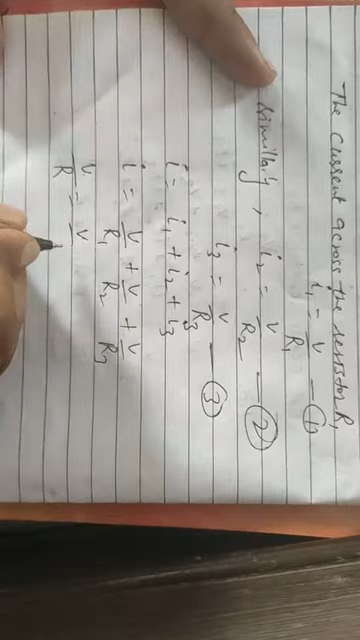 The current across the resistor R₁
i₁ = v/R₁ — ①
Similarly, i₂ = v/R₂ — ②
i₃ = v/R₃ — ③
i = i₁ + i₂ + i₃
i = v/R₁ + v/R₂ + v/R₃
v/R = v